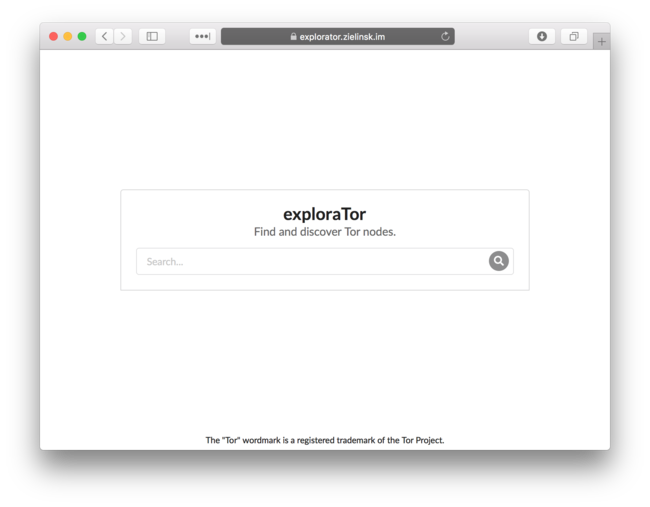 explorator.zielinsk.im
exploraTor
Find and discover Tor nodes.
Search...
The "Tor" wordmark is a registered trademark of the Tor Project.